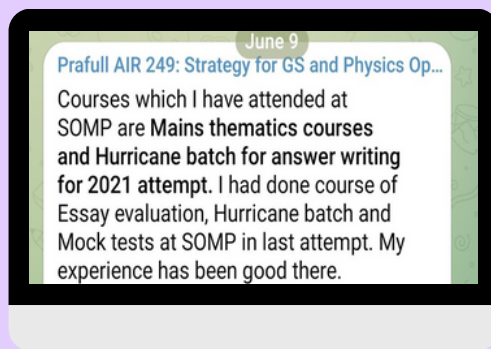 June 9
Prafull AIR 249: Strategy for GS and Physics Op...
Courses which I have attended at
SOMP are Mains thematics courses
and Hurricane batch for answer writing
for 2021 attempt. I had done course of
Essay evaluation, Hurricane batch and
Mock tests at SOMP in last attempt. My
experience has been good there.